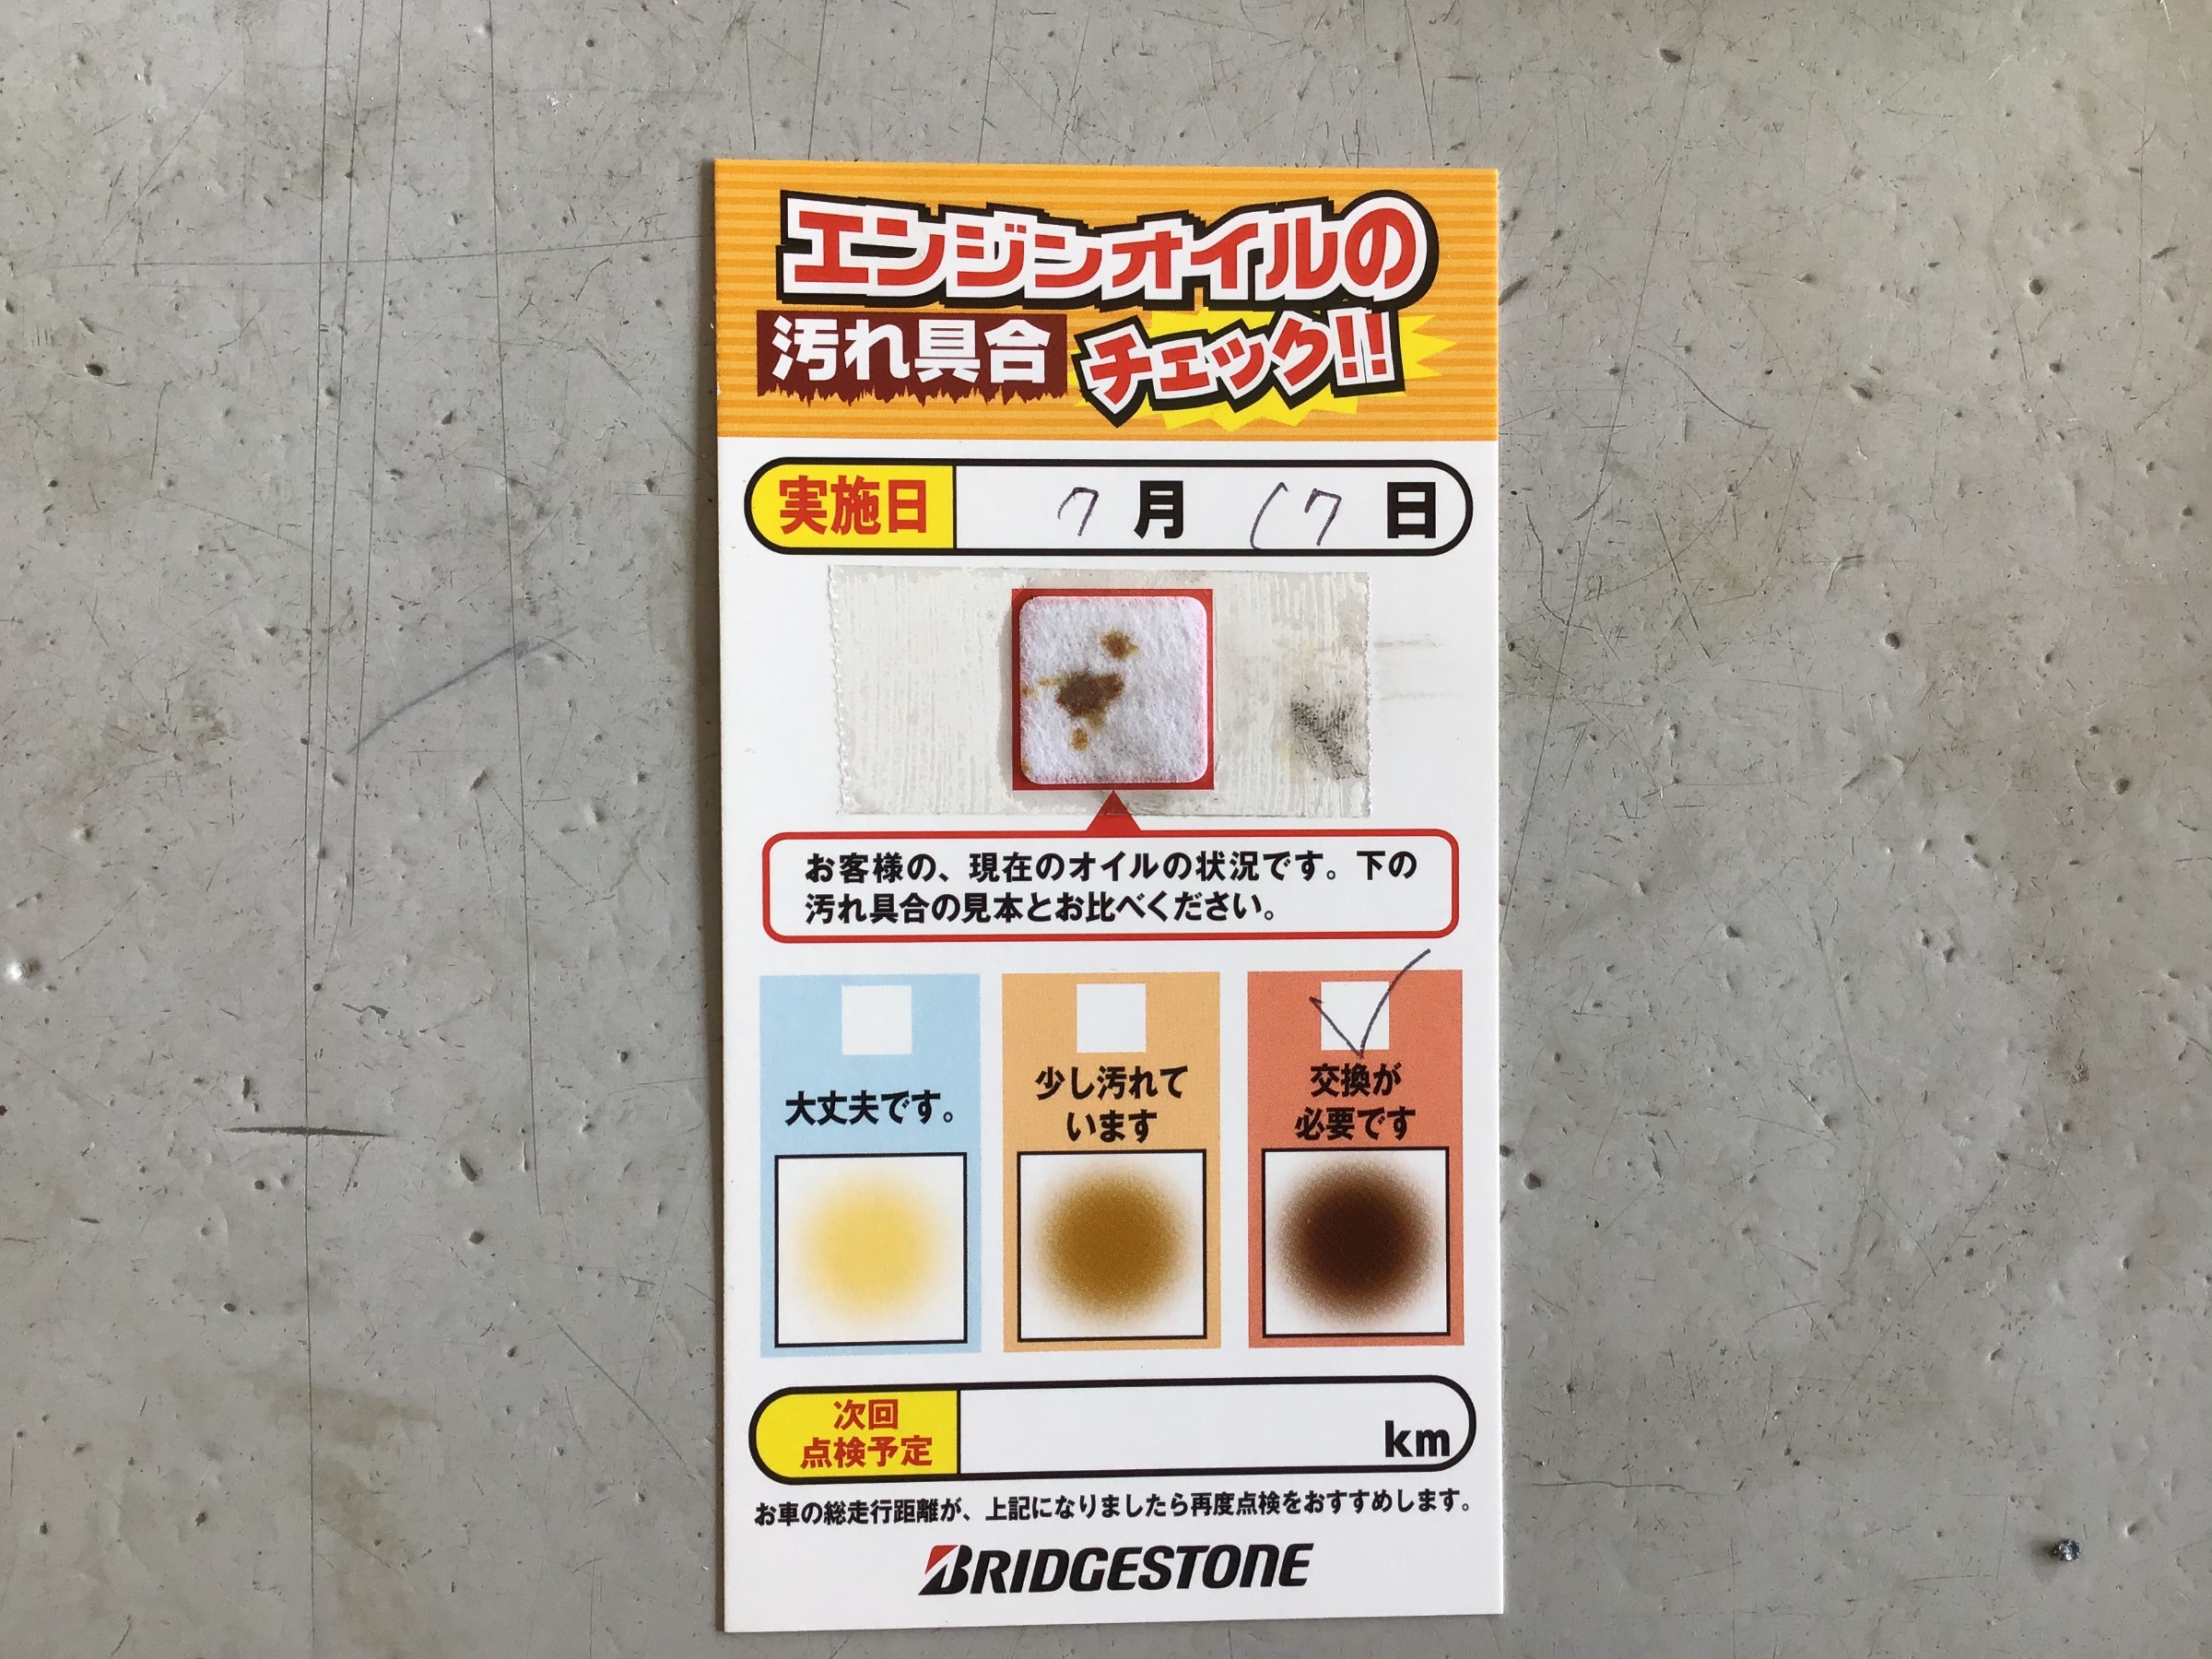 エンジンオイルの
汚れ具合 チェック!!
実施日 7月 17日
お客様の、現在のオイルの状況です。下の
汚れ具合の見本とお比べください。
大丈夫です。
少し汚れて
います
交換が
必要です
次回
点検予定
km
お車の総走行距離が、上記になりましたら再度点検をおすすめします。
BRIDGESTONE